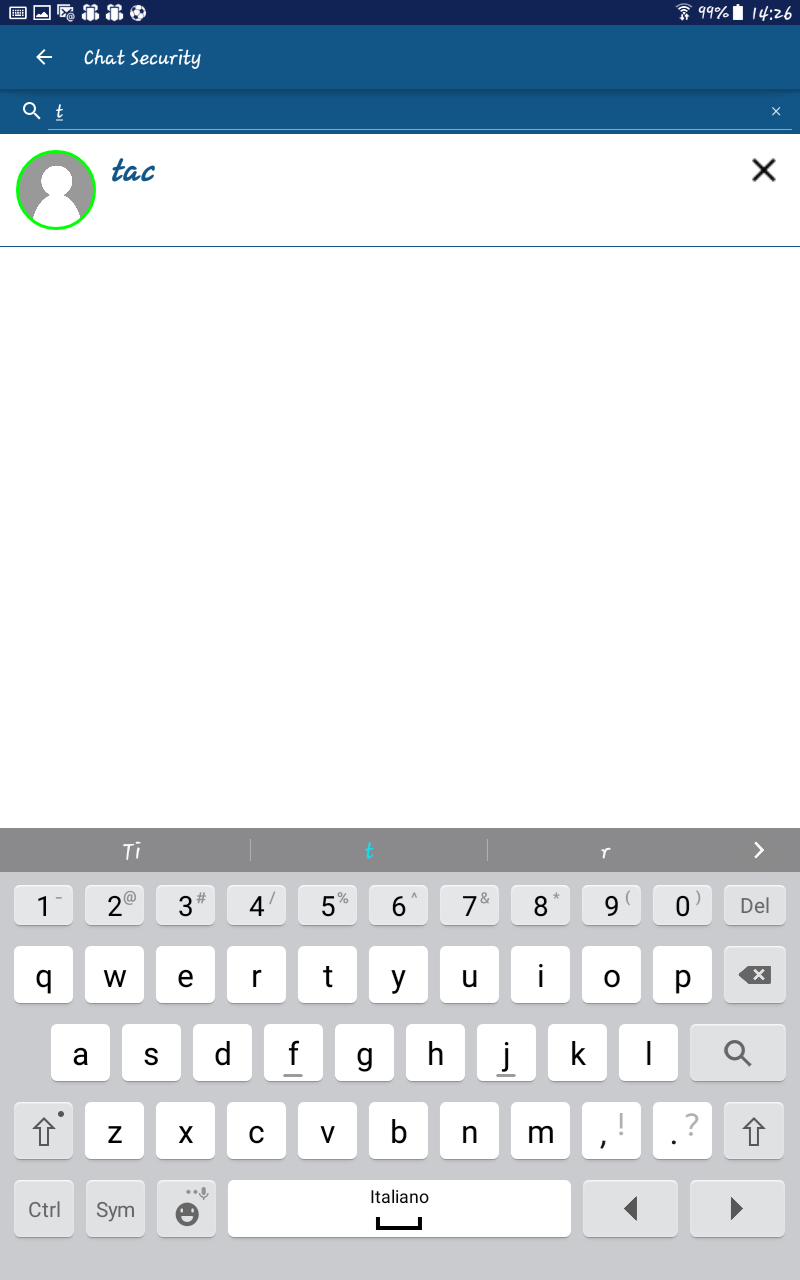 99% 14:26
Chat Security
t
tac
Ti t r
1 - 2 @ 3 # 4 / 5 % 6 ^ 7 & 8 * 9 ( 0 ) Del
q w e r t y u i o p
a s d f g h j k l
z x c v b n m , ! . ?
Ctrl Sym Italiano